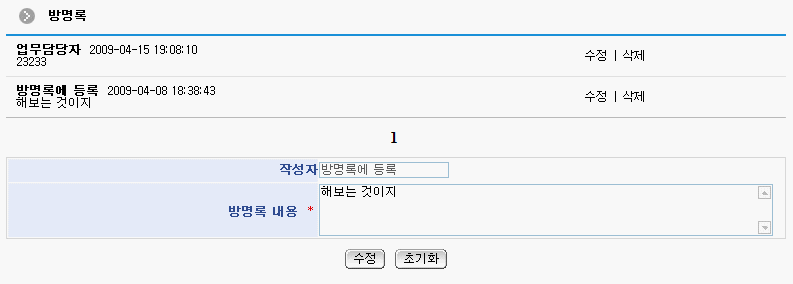 방명록
업무담당자 2009-04-15 19:08:10
23233
수정 | 삭제
방명록에 등록 2009-04-08 18:38:43
해보는 것이지
수정 | 삭제
1
작성자 방명록에 등록
방명록 내용 * 해보는 것이지
수정 초기화